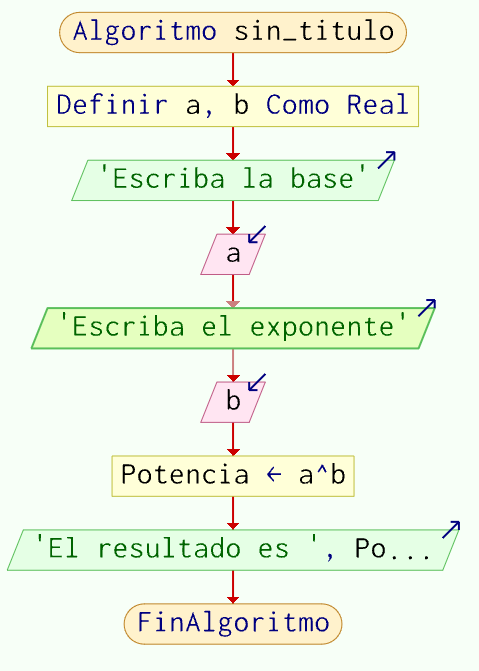 Algoritmo sin_titulo
Definir a, b Como Real
'Escriba la base'
a
'Escriba el exponente'
b
Potencia ← a^b
'El resultado es ', Po...
FinAlgoritmo